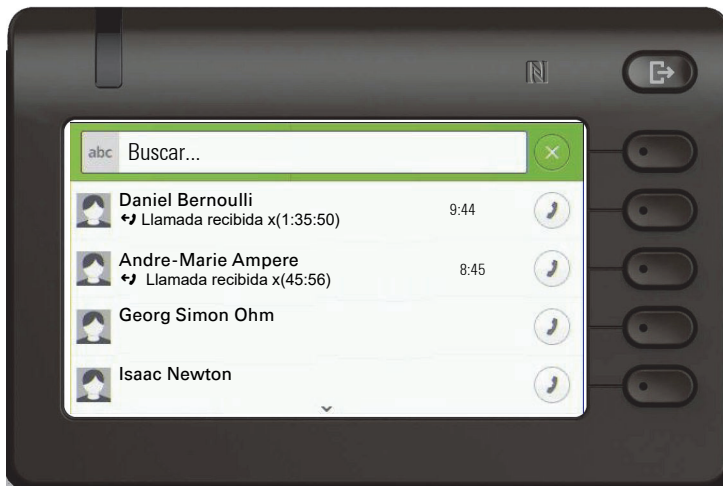 abc Buscar...
Daniel Bernoulli 9:44
Llamada recibida x(1:35:50)
Andre-Marie Ampere
Llamada recibida x(45:56) 8:45
Georg Simon Ohm
Isaac Newton